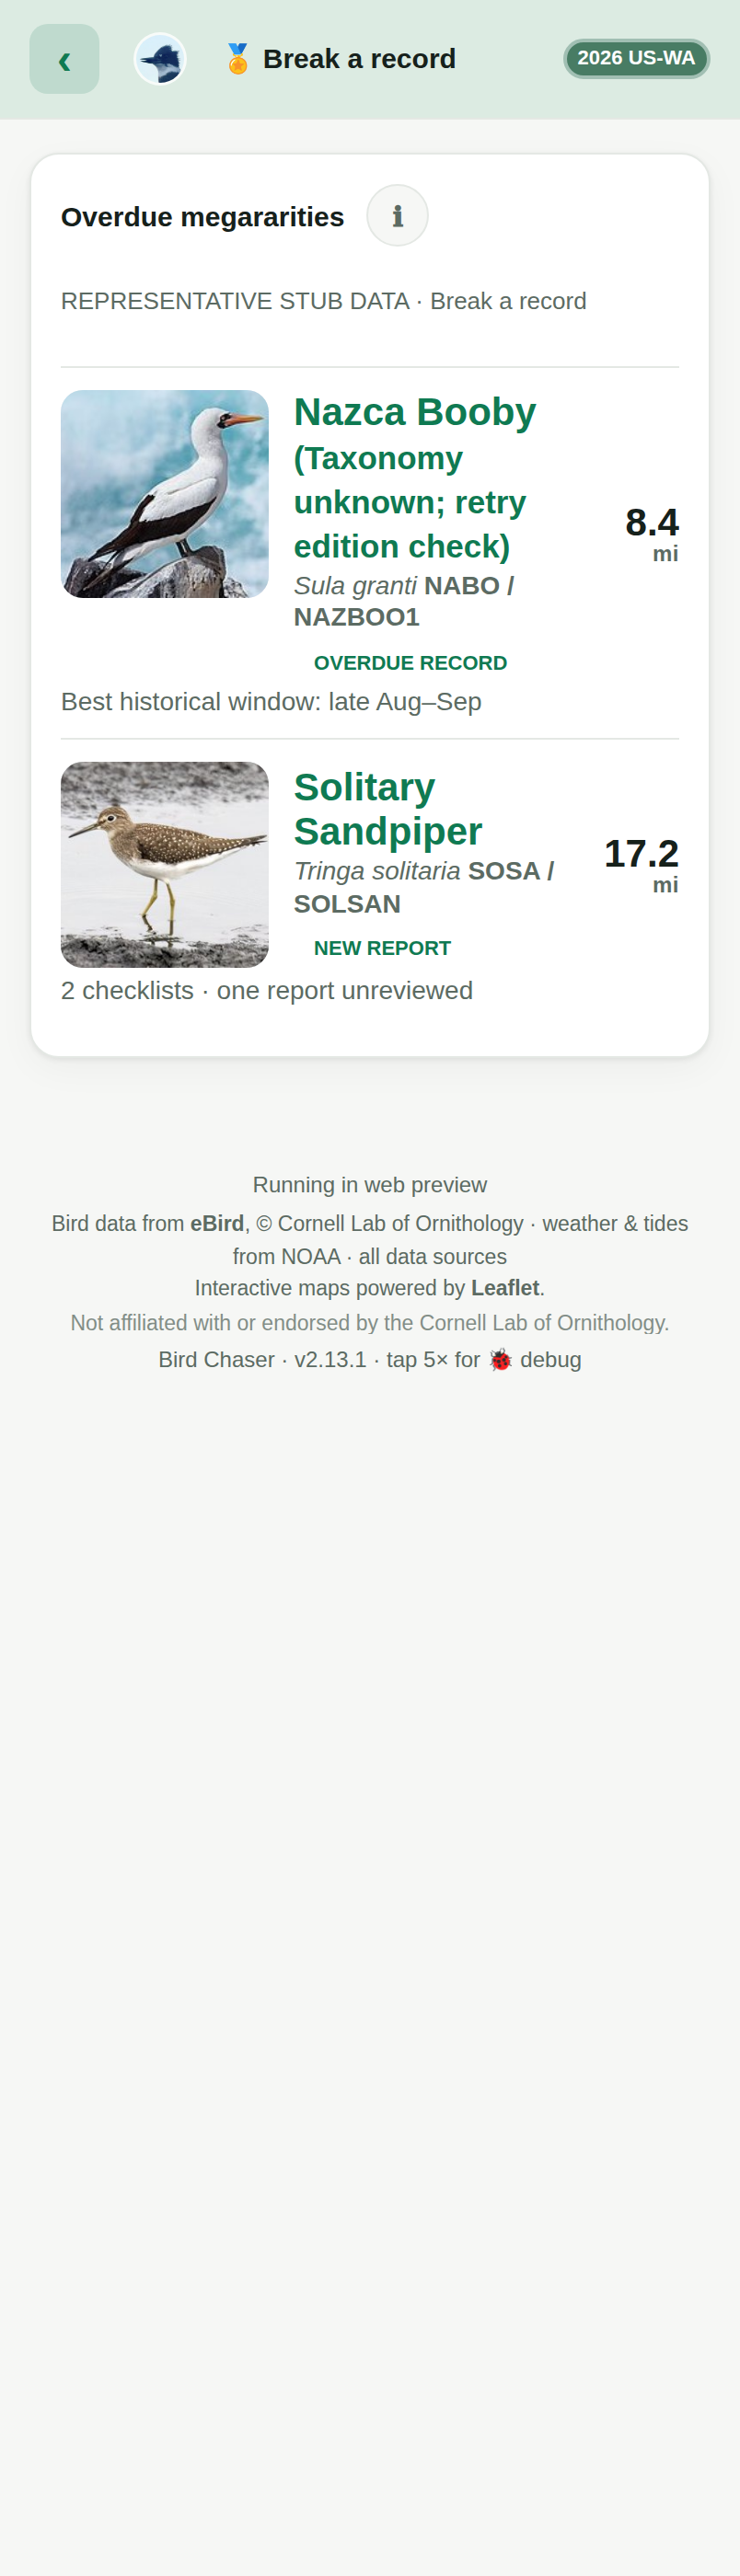 ‹ 🏅 Break a record 2026 US-WA
Overdue megararities ℹ
REPRESENTATIVE STUB DATA · Break a record
Nazca Booby
(Taxonomy
unknown; retry
edition check)
8.4
mi
Sula granti NABO /
NAZBOO1
OVERDUE RECORD
Best historical window: late Aug–Sep
Solitary
Sandpiper
17.2
mi
Tringa solitaria SOSA /
SOLSAN
NEW REPORT
2 checklists · one report unreviewed
Running in web preview
Bird data from eBird, © Cornell Lab of Ornithology · weather & tides
from NOAA · all data sources
Interactive maps powered by Leaflet.
Not affiliated with or endorsed by the Cornell Lab of Ornithology.
Bird Chaser · v2.13.1 · tap 5× for 🐞 debug